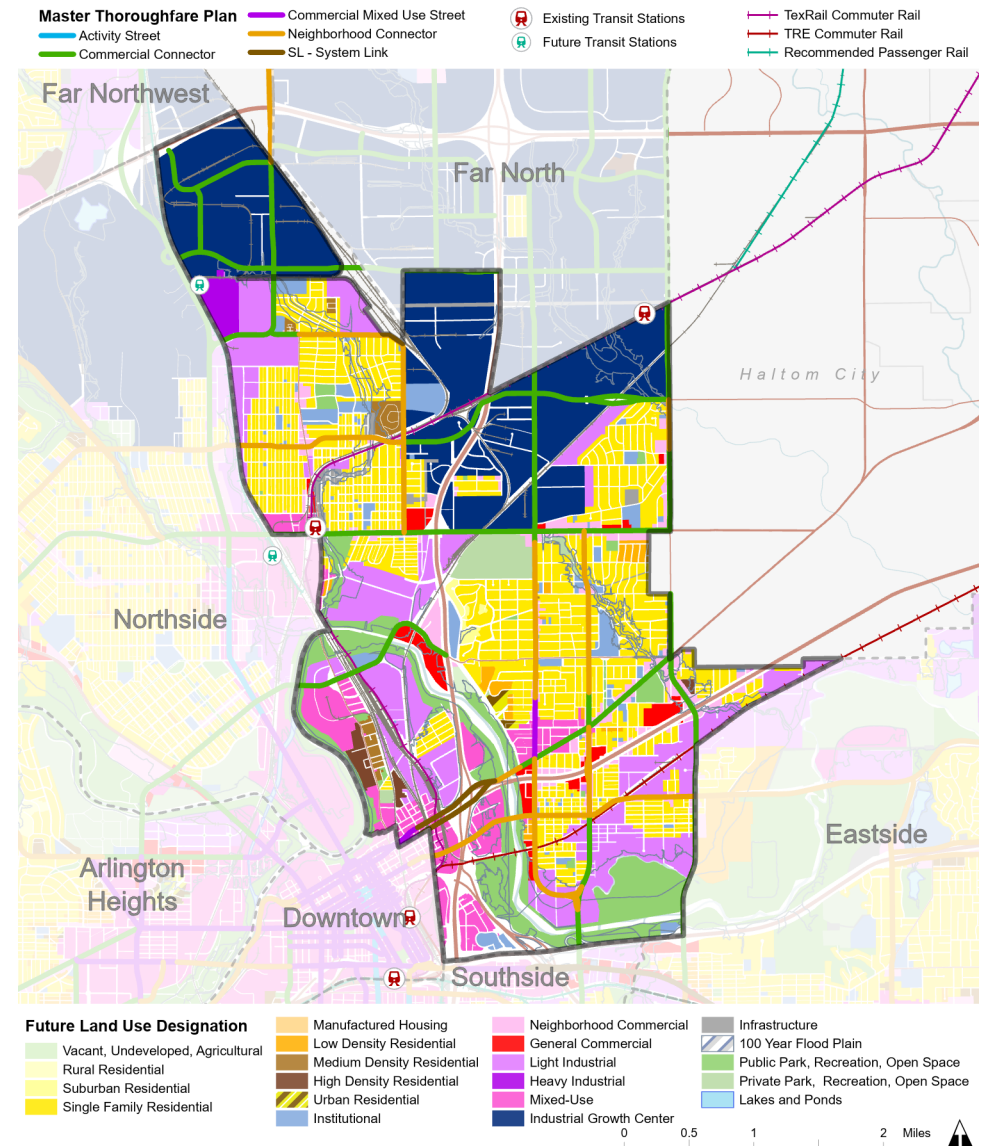 Master Thoroughfare Plan
Activity Street
Commercial Connector
Commercial Mixed Use Street
Neighborhood Connector
SL - System Link
Existing Transit Stations
Future Transit Stations
TexRail Commuter Rail
TRE Commuter Rail
Recommended Passenger Rail
Far Northwest
Far North
Haltom City
Northside
Eastside
Arlington
Heights
Downtown
Southside
Future Land Use Designation
Vacant, Undeveloped, Agricultural
Rural Residential
Suburban Residential
Single Family Residential
Manufactured Housing
Low Density Residential
Medium Density Residential
High Density Residential
Urban Residential
Institutional
Neighborhood Commercial
General Commercial
Light Industrial
Heavy Industrial
Mixed-Use
Industrial Growth Center
Infrastructure
100 Year Flood Plain
Public Park, Recreation, Open Space
Private Park, Recreation, Open Space
Lakes and Ponds
0 0.5 1 2 Miles